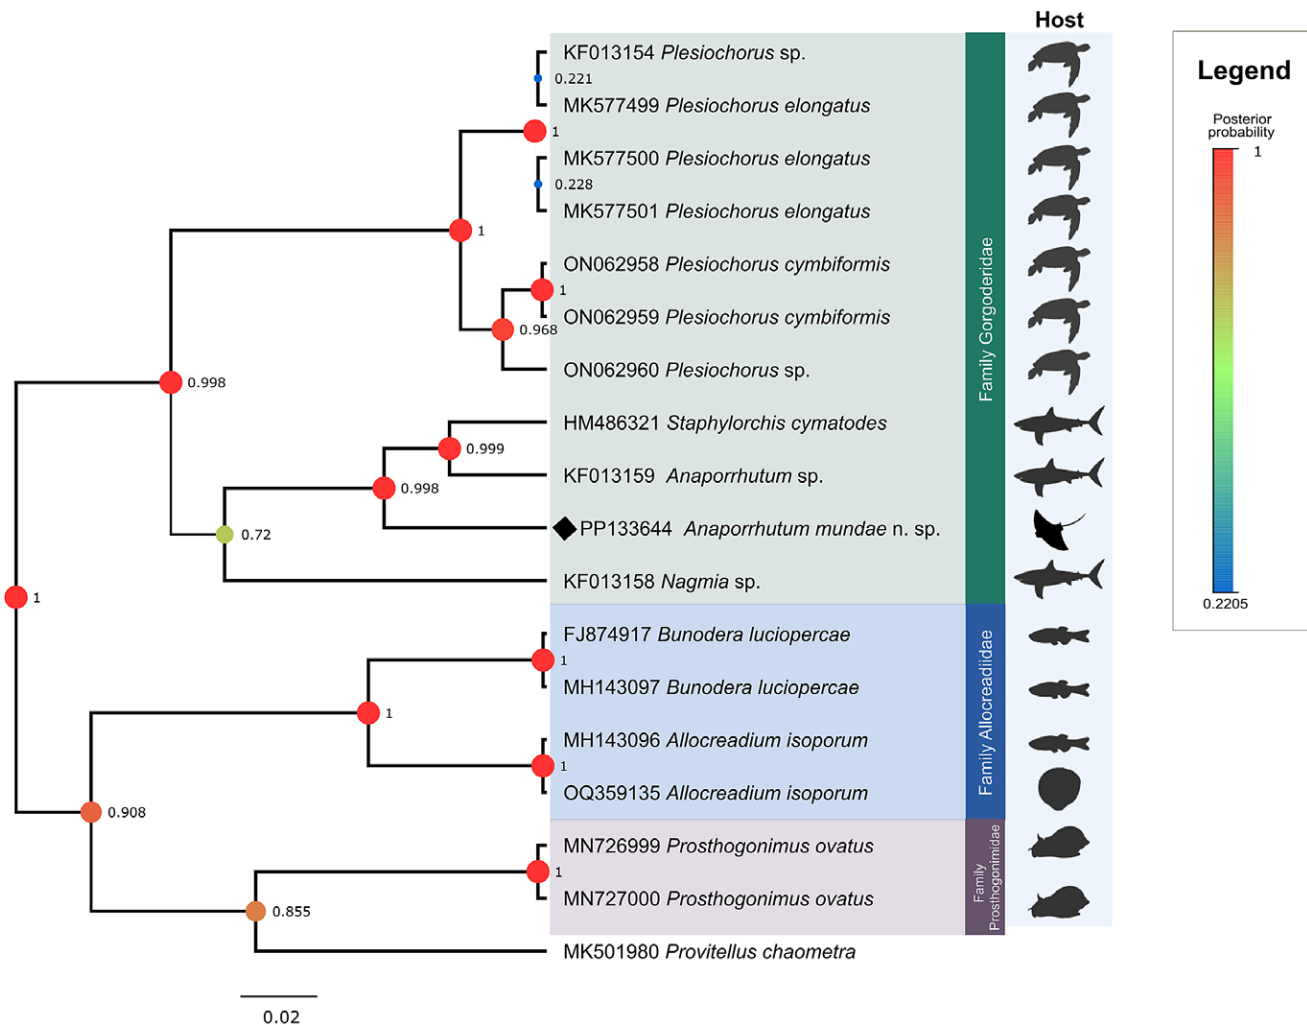 Host
KF013154 Plesiochorus sp.
0.221
MK577499 Plesiochorus elongatus
1
MK577500 Plesiochorus elongatus
0.228
MK577501 Plesiochorus elongatus
1
ON062958 Plesiochorus cymbiformis
1
ON062959 Plesiochorus cymbiformis
0.968
ON062960 Plesiochorus sp.
0.998
HM486321 Staphylorchis cymatodes
0.999
KF013159 Anaporrhutum sp.
0.998
PP133644 Anaporrhutum mundae n. sp.
0.72
KF013158 Nagmia sp.
1
FJ874917 Bunodera luciopercae
1
MH143097 Bunodera luciopercae
1
MH143096 Allocreadium isoporum
1
OQ359135 Allocreadium isoporum
0.908
MN726999 Prosthogonimus ovatus
1
MN727000 Prosthogonimus ovatus
0.855
MK501980 Provitellus chaometra
0.02
Family Gorgoderidae
Family Allocreadiidae
Family
Prosthogonimidae
Legend
Posterior
probability
1
0.2205